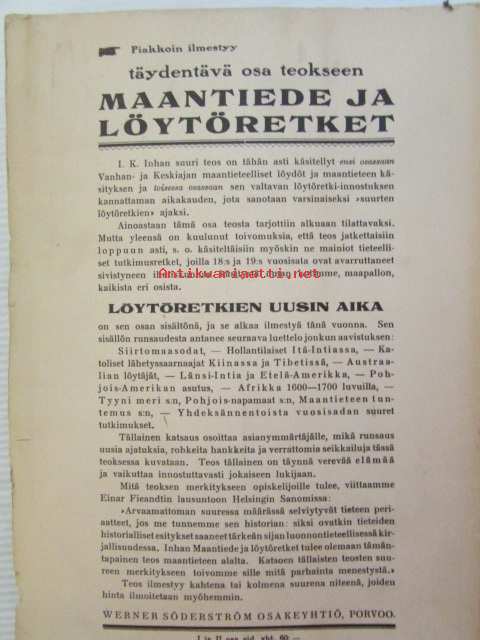 Piakkoin ilmestyy
täydentävä osa teokseen
MAANTIEDE JA
LÖYTÖRETKET
I. K. Inhan suuri teos on tähän asti käsitellyt ensi osassaan
Vanhan- ja Keskiajan maantieteelliset löydöt ja maantieteen kä-
sityksen ja toisessa osassaan sen valtavan löytöretki-innostuksen
kannattaman aikakauden, jota sanotaan varsinaiseksi »suurten
löytöretkien» ajaksi.
Ainoastaan tämä osa teosta tarjottiin alkuaan tilattavaksi.
Mutta yleensä on kuulunut toivomuksia, että teos jatkettaisiin
loppuun asti, s. o. käsiteltäisiin myöskin ne mainiot tieteelli-
set tutkimusretket, joilla 18:s ja 19:s vuosisata ovat avarruttaneet
sivistyneen
kaikista eri osista.
Antikvariaatti.net
LÖYTÖRETKIEN UUSIN AIKA
on sen osan sisältönä, ja se alkaa ilmestyä tänä vuonna. Sen
sisällön runsaudesta antanee seuraava luettelo jonkun aavistuksen:
Siirtomaasodat, — Hollantilaiset Itä-Intiassa, — Ka-
toliset lähetyssaarnaajat Kiinassa ja Tibetissä, — Austraa-
lian löytäjät, — Länsi-Intia ja Etelä-Amerikka, — Poh-
jois-Amerikan asutus, — Afrikka 1600—1700 luvuilla, —
Tyyni meri s:n, Pohjois-napamaat s:n, Maantieteen tun-
temus s:n, — Yhdeksännentoista vuosisadan suuret
tutkimukset.
Tällainen katsaus osoittaa asianymmärtäjälle, mikä runsaus
uusia ajatuksia, rohkeita hankkeita ja verrattomia seikkailuja tässä
teoksessa kuvataan. Teos tällainen on täynnä verevää elämää
ja vaikuttaa innostuttavasti jokaiseen lukijaan.
Mitä teoksen merkitykseen opiskelijoille tulee, viittaamme
Einar Fieandtin lausuntoon Helsingin Sanomissa:
»Arvaamattoman suuressa määrässä selviytyvät tieteen peri-
aatteet, jos me tunnemme sen historian: siksi ovatkin tieteiden
historialliset esitykset saaneet tärkeän sijan luonnontieteellisessä kir-
jallisuudessa. Inhan Maantiede ja löytöretket tulee olemaan tämän-
tapainen teos maantieteen alalta. Katsoen tällaisten teosten suu-
reen merkitykseen toivomme sille mitä parhainta menestystä.»
Teos ilmestyy kahtena tai kolmena suurena niteenä, joiden
hinta ilmoitetaan myöhemmin.
WERNER SÖDERSTRÖM OSAKEYHTIÖ, PORVOO.